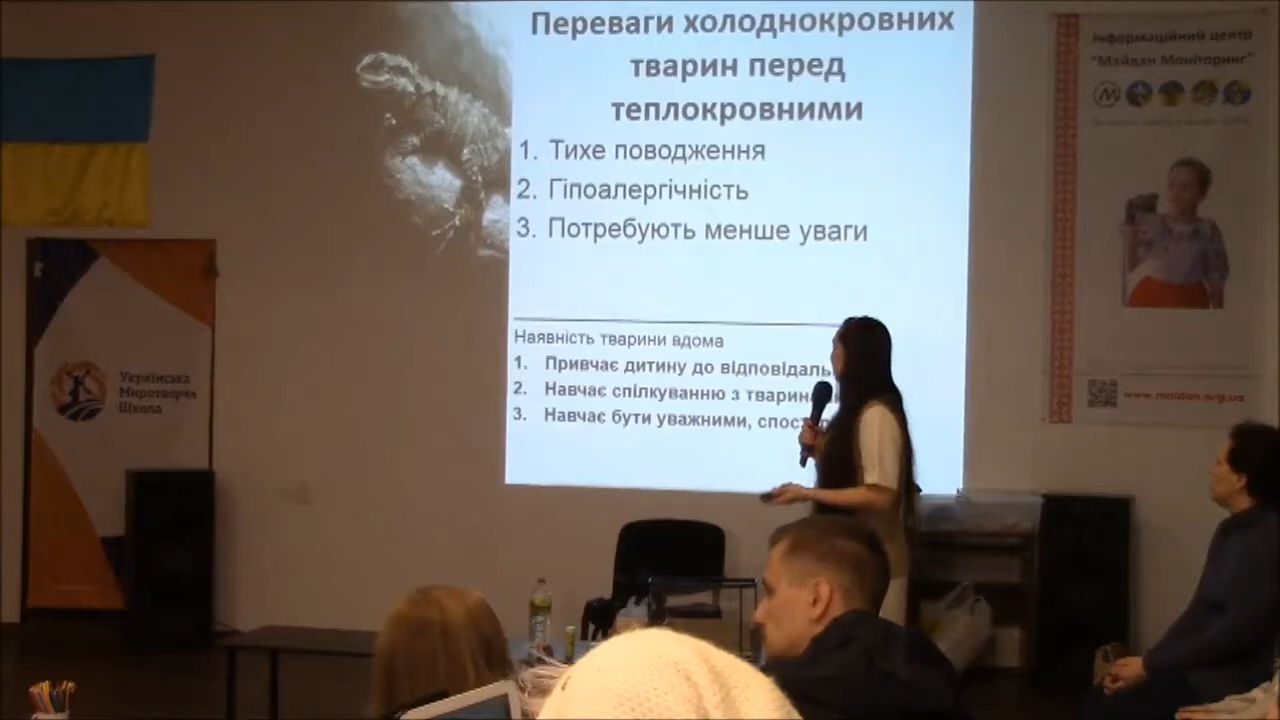 Переваги холоднокровних
тварин перед
теплокровними
1. Тихе поводження
2. Гіпоалергічність
3. Потребують менше уваги
Наявність тварини вдома
1. Привчає дитину до
2. Навчає спілкуванню з
3. Навчає бути уважними,
Українська
Миротворча
Школа
Інформаційний центр
"Майдан Моніторинг"
www.maidan.org.ua